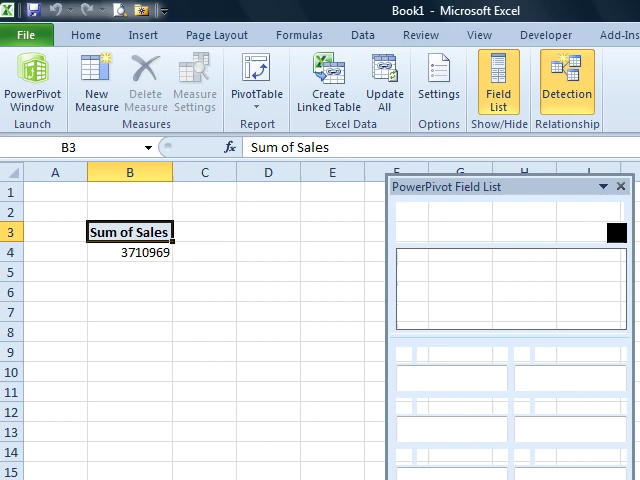 Book1 - Microsoft Excel
File Home Insert Page Layout Formulas Data Review View Developer Add-Ins
PowerPivot Window
New Measure
Delete Measure
Measure Settings
PivotTable
Create Linked Table
Update All
Settings
Field List
Detection
Launch Measures Report Excel Data Options Show/Hide Relationship
B3 fx Sum of Sales
A B C D E F G H I
PowerPivot Field List
1
2
3 Sum of Sales
4 3710969
5
6
7
8
9
10
11
12
13
14
15